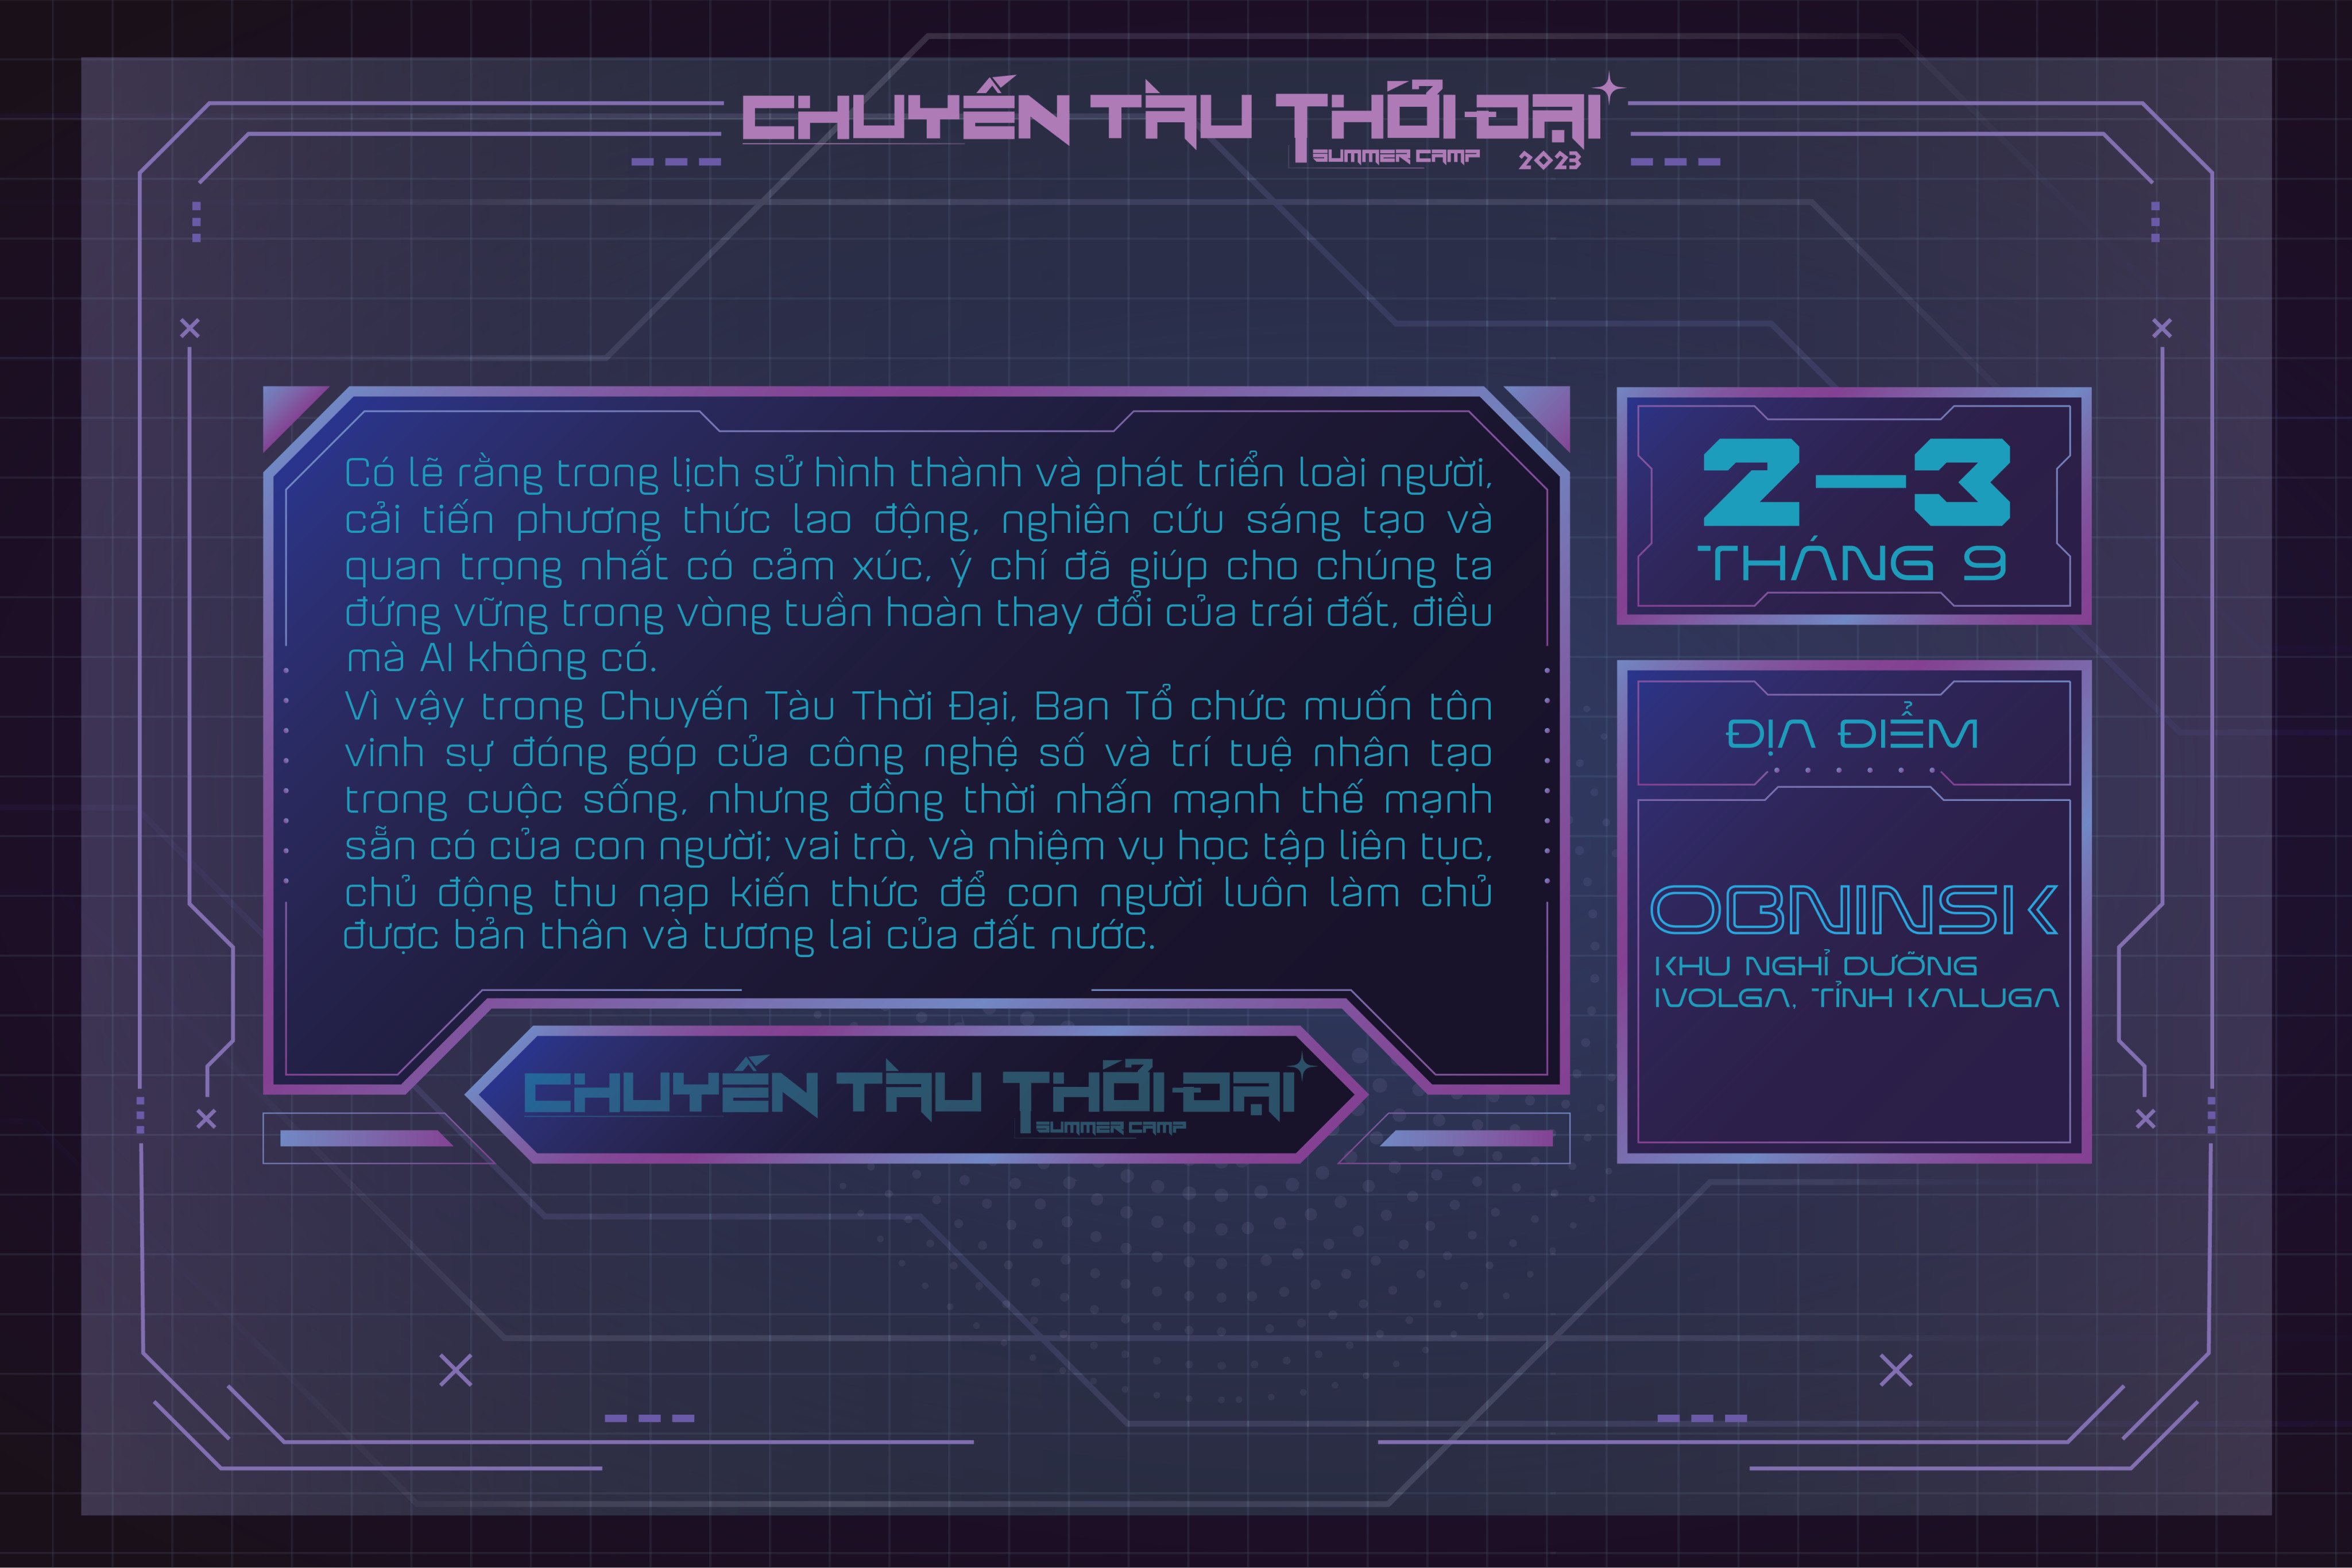 CHUYẾN TÀU THỜI ĐẠI
SUMMER CAMP 2023
Có lẽ rằng trong lịch sử hình thành và phát triển loài người,
cải tiến phương thức lao động, nghiên cứu sáng tạo và
quan trọng nhất có cảm xúc, ý chí đã giúp cho chúng ta
đứng vững trong vòng tuần hoàn thay đổi của trái đất, điều
mà AI không có.
Vì vậy trong Chuyến Tàu Thời Đại, Ban Tổ chức muốn tôn
vinh sự đóng góp của công nghệ số và trí tuệ nhân tạo
trong cuộc sống, nhưng đồng thời nhấn mạnh thế mạnh
sẵn có của con người; vai trò, và nhiệm vụ học tập liên tục,
chủ động thu nạp kiến thức để con người luôn làm chủ
được bản thân và tương lai của đất nước.
CHUYẾN TÀU THỜI ĐẠI
SUMMER CAMP
2–3
THÁNG 9
ĐỊA ĐIỂM
OBNINSK
KHU NGHỈ DƯỠNG
IVOLGA, TỈNH KALUGA